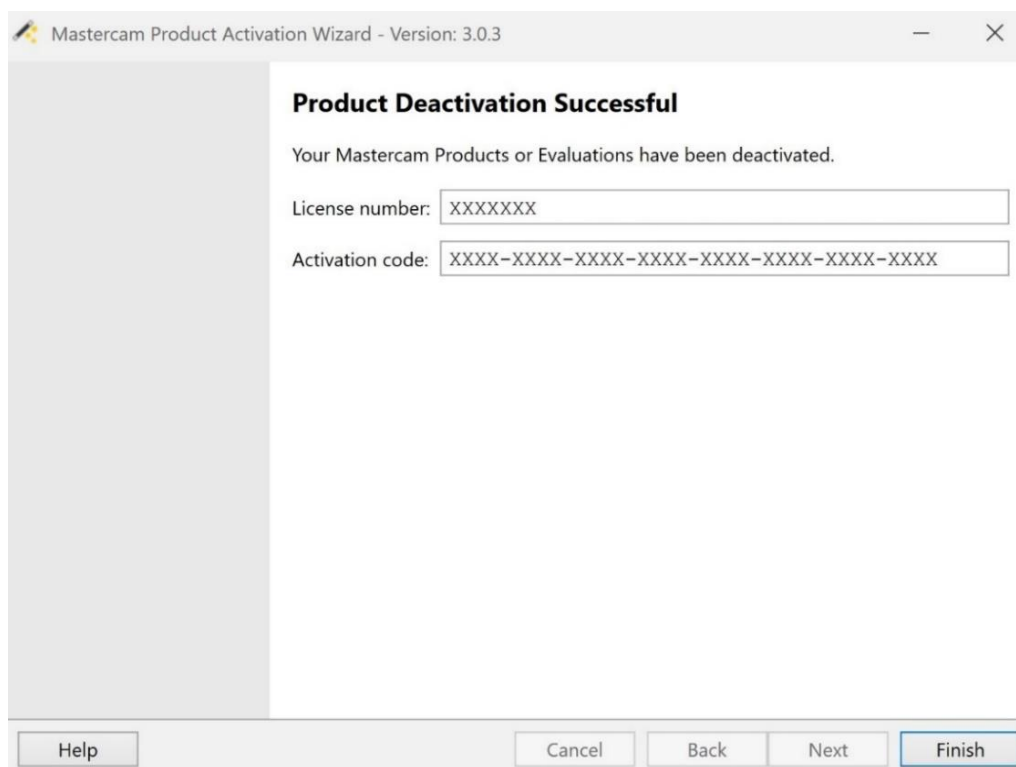 Mastercam Product Activation Wizard - Version: 3.0.3
Product Deactivation Successful
Your Mastercam Products or Evaluations have been deactivated.
License number: XXXXXXX
Activation code: XXXX-XXXX-XXXX-XXXX-XXXX-XXXX-XXXX-XXXX
Help Cancel Back Next Finish